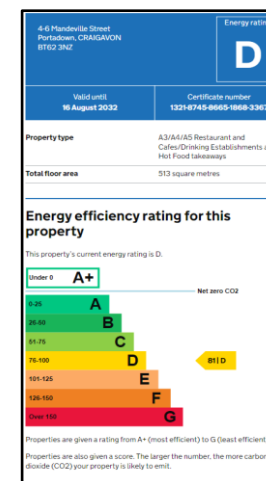 4-6 Mandeville Street
Portadown, CRAIGAVON
BT62 3NZ
Energy rating
D
Valid until
16 August 2032
Certificate number
1321-8745-8665-1868-3367
Property type
A3/A4/A5 Restaurant and
Cafes/Drinking Establishments a
Hot Food takeaways
Total floor area
513 square metres
Energy efficiency rating for this
property
This property's current energy rating is D.
Under 0 A+
Net zero CO2
0-25 A
26-50 B
51-75 C
76-100 D
81 | D
101-125 E
126-150 F
Over 150 G
Properties are given a rating from A+ (most efficient) to G (least efficient
Properties are also given a score. The larger the number, the more carbon
dioxide (CO2) your property is likely to emit.